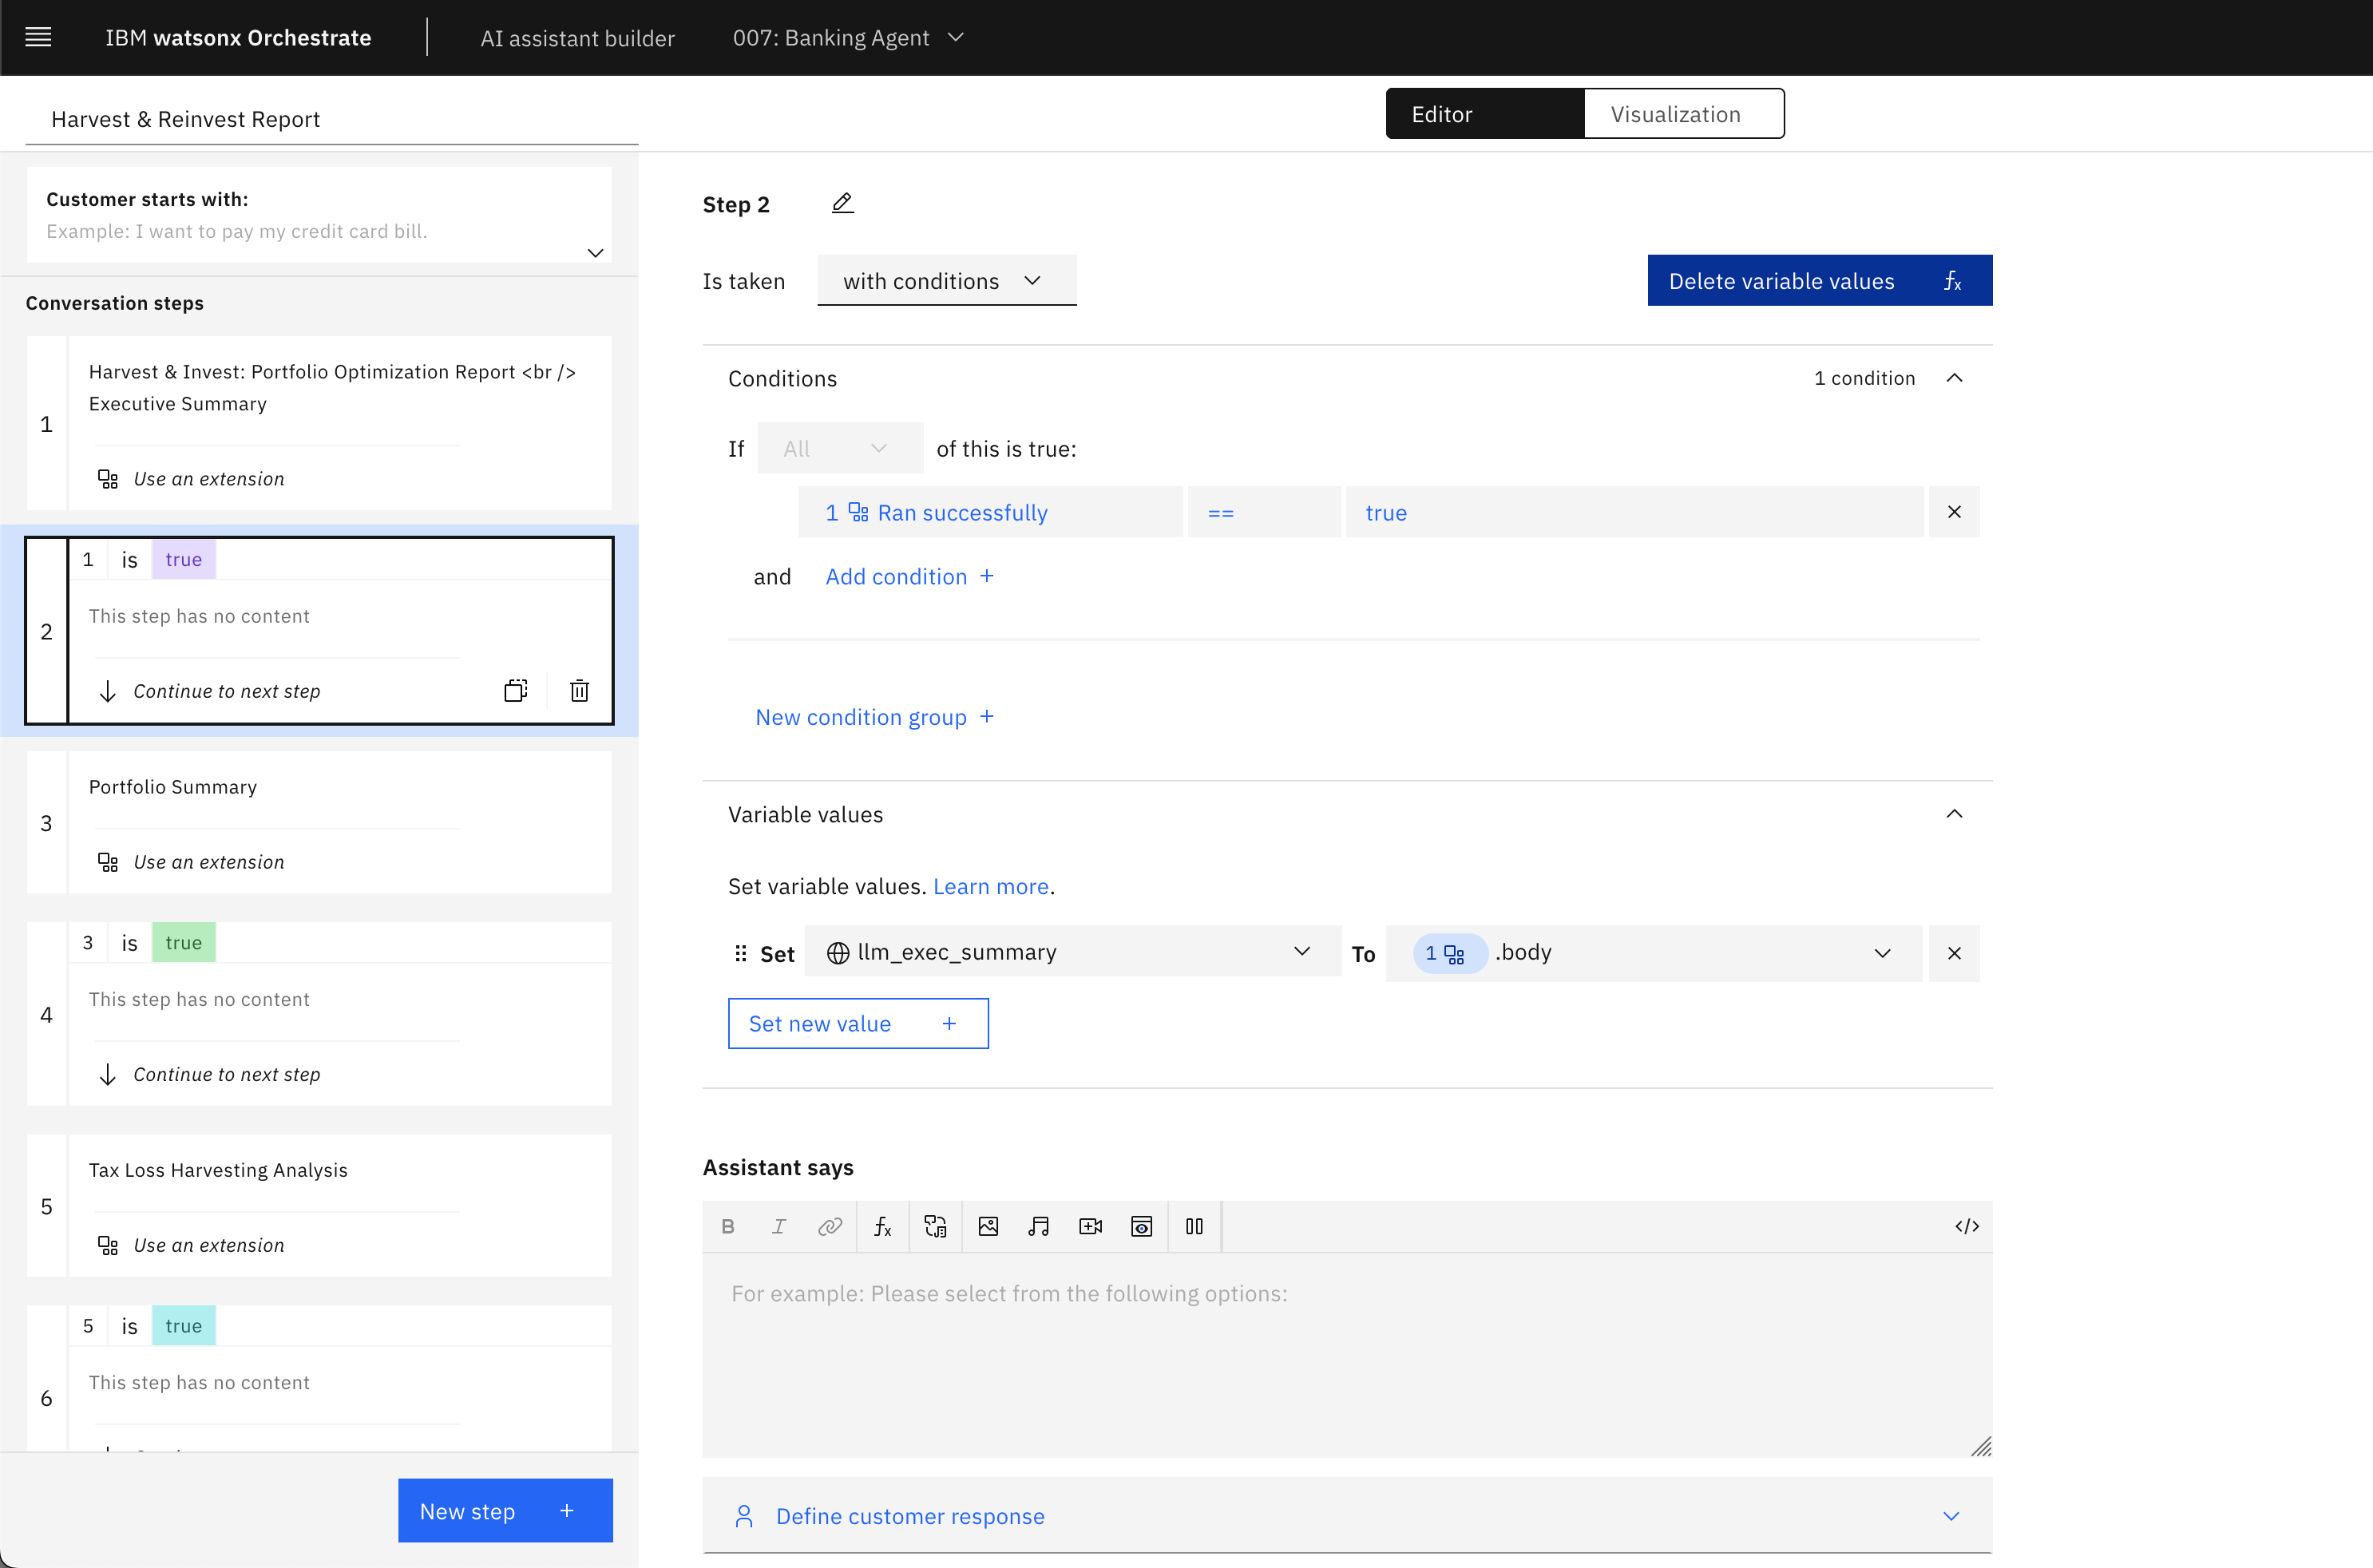 IBM watsonx Orchestrate
AI assistant builder
007: Banking Agent
Harvest & Reinvest Report
Editor
Visualization
Customer starts with:
Example: I want to pay my credit card bill.
Conversation steps
1
Harvest & Invest: Portfolio Optimization Report <br />
Executive Summary
Use an extension
2
1 is true
This step has no content
Continue to next step
3
Portfolio Summary
Use an extension
4
3 is true
This step has no content
Continue to next step
5
Tax Loss Harvesting Analysis
Use an extension
6
5 is true
This step has no content
New step +
Step 2
Is taken with conditions
Delete variable values fx
Conditions
1 condition
If All of this is true:
1 Ran successfully == true
and Add condition +
New condition group +
Variable values
Set variable values. Learn more.
Set llm_exec_summary To 1 .body
Set new value +
Assistant says
B I fx </>
For example: Please select from the following options:
Define customer response